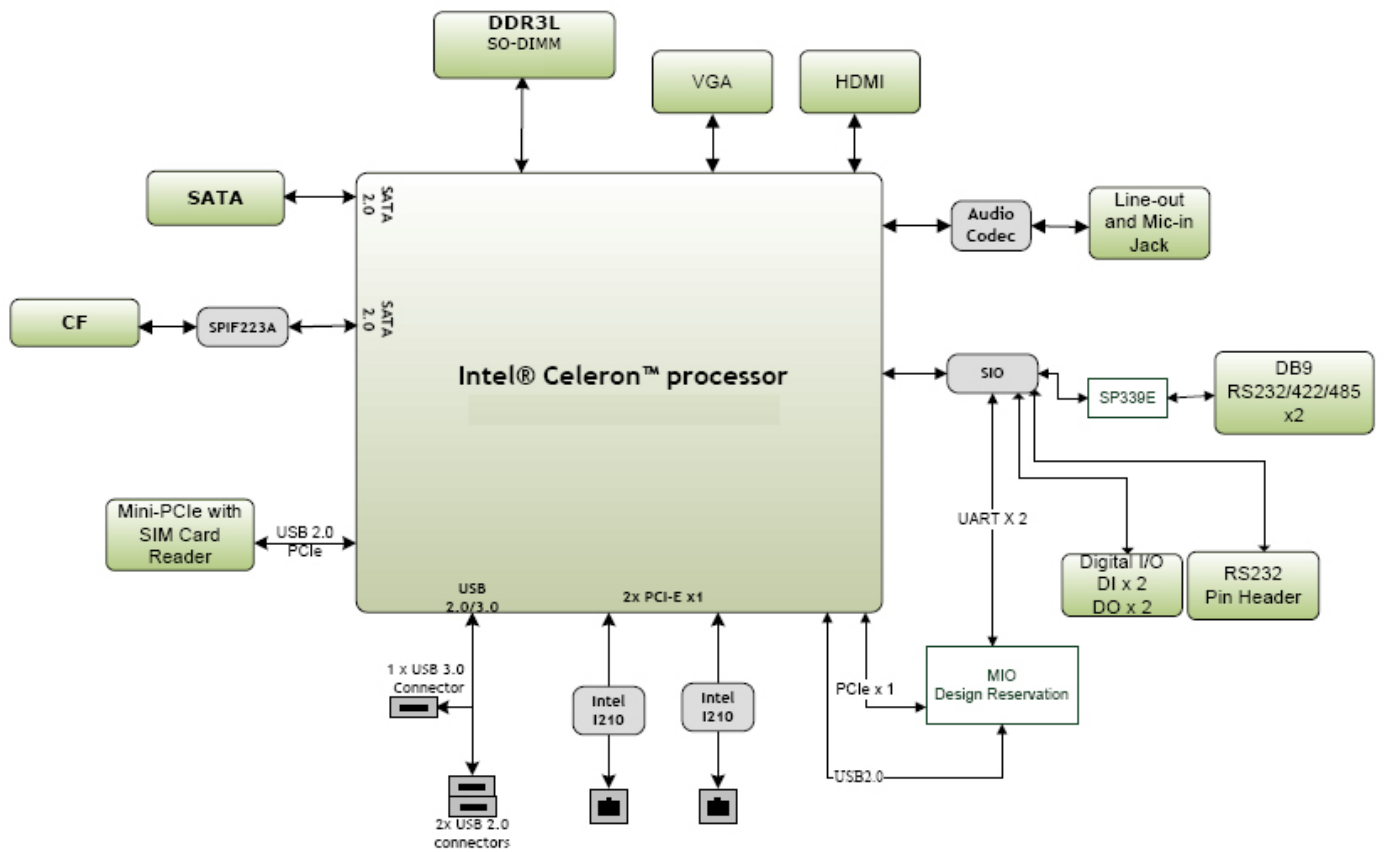 DDR3L
SO-DIMM
VGA
HDMI
SATA
SATA
2.0
Audio
Codec
Line-out
and Mic-in
Jack
CF
SPIF223A
SATA
2.0
Intel® Celeron™ processor
SIO
SP339E
DB9
RS232/422/485
x2
Mini-PCIe with
SIM Card
Reader
USB 2.0
PCIe
UART X 2
Digital I/O
DI x 2
DO x 2
RS232
Pin Header
USB
2.0/3.0
2x PCI-E x1
1 x USB 3.0
Connector
Intel
I210
Intel
I210
PCIe x 1
MIO
Design Reservation
USB2.0
2x USB 2.0
connectors